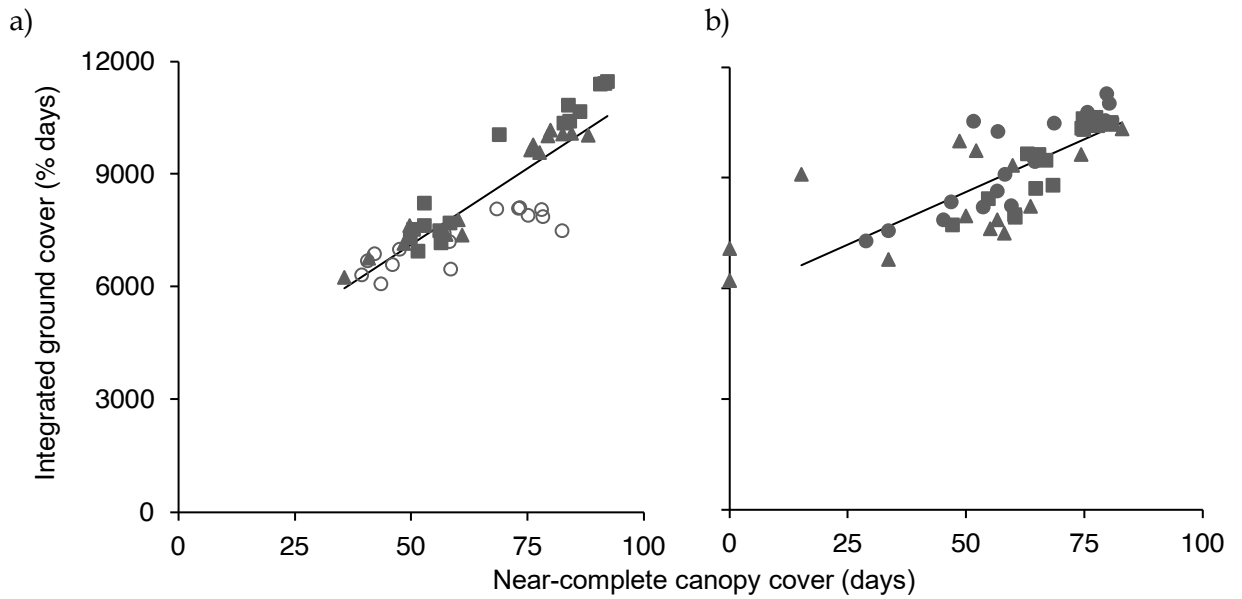 a)
b)
Integrated ground cover (% days)
12000
9000
6000
3000
0
0 25 50 75 100
0 25 50 75 100
Near-complete canopy cover (days)